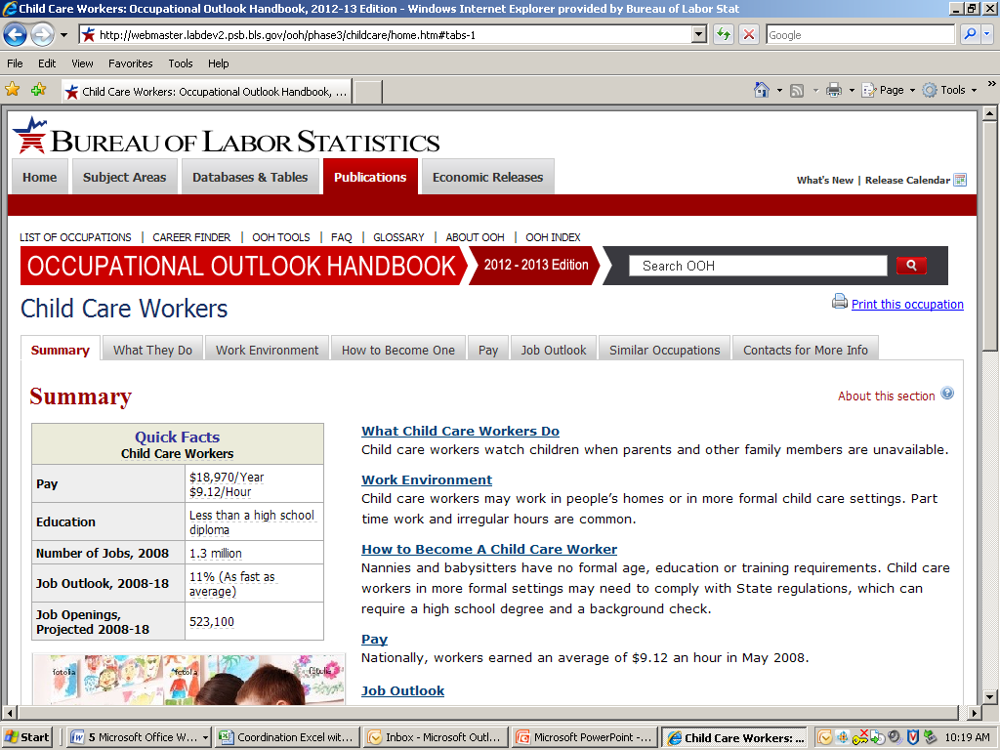 Child Care Workers: Occupational Outlook Handbook, 2012-13 Edition - Windows Internet Explorer provided by Bureau of Labor Stat
http://webmaster.labdev2.psb.bls.gov/ooh/phase3/childcare/home.htm#tabs-1
Google
File Edit View Favorites Tools Help
Child Care Workers: Occupational Outlook Handbook, ...
Page Tools »
BUREAU OF LABOR STATISTICS
Home Subject Areas Databases & Tables Publications Economic Releases
What's New | Release Calendar
LIST OF OCCUPATIONS | CAREER FINDER | OOH TOOLS | FAQ | GLOSSARY | ABOUT OOH | OOH INDEX
OCCUPATIONAL OUTLOOK HANDBOOK 2012 - 2013 Edition Search OOH
Child Care Workers
Print this occupation
Summary What They Do Work Environment How to Become One Pay Job Outlook Similar Occupations Contacts for More Info
Summary
About this section ?
Quick Facts
Child Care Workers
Pay $18,970/Year
$9.12/Hour
Education Less than a high school
diploma
Number of Jobs, 2008 1.3 million
Job Outlook, 2008-18 11% (As fast as
average)
Job Openings,
Projected 2008-18 523,100
fotolia fotolia fotolia
What Child Care Workers Do
Child care workers watch children when parents and other family members are unavailable.
Work Environment
Child care workers may work in people's homes or in more formal child care settings. Part
time work and irregular hours are common.
How to Become A Child Care Worker
Nannies and babysitters have no formal age, education or training requirements. Child care
workers in more formal settings may need to comply with State regulations, which can
require a high school degree and a background check.
Pay
Nationally, workers earned an average of $9.12 an hour in May 2008.
Job Outlook
Start 5 Microsoft Office W... Coordination Excel wit... Inbox - Microsoft Outl... Microsoft PowerPoint -... Child Care Workers: ... 10:19 AM